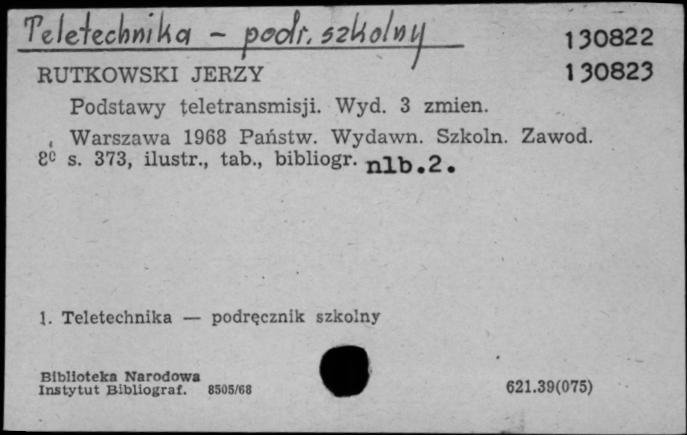 Teletechnika - podr. szkolny
130822
RUTKOWSKI JERZY
130823
Podstawy teletransmisji. Wyd. 3 zmien.
Warszawa 1968 Państw. Wydawn. Szkoln. Zawod.
8° s. 373, ilustr., tab., bibliogr. nlb.2.
1. Teletechnika — podręcznik szkolny
Biblioteka Narodowa
Instytut Bibliograf. 8505/68
621.39(075)